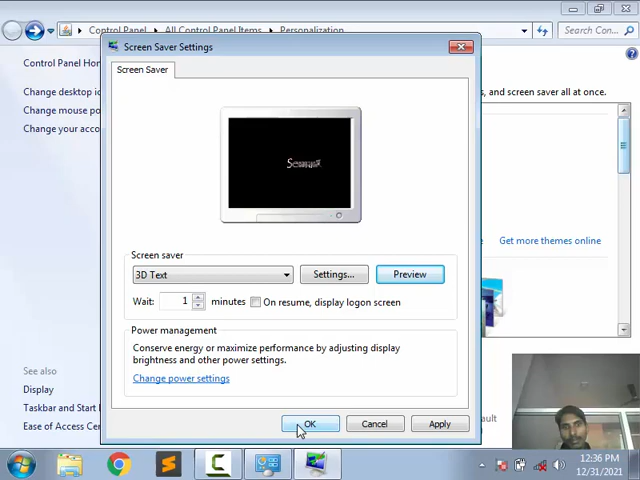 Control Panel
All Control Panel Items
Personalization
Search Con...
Screen Saver Settings
Control Panel Ho
Screen Saver
Change desktop ic
s, and screen saver all at once.
Change mouse po
Change your acco
Get more themes online
Screen saver
3D Text
Settings...
Preview
Wait: 1 minutes
On resume, display logon screen
Power management
Conserve energy or maximize performance by adjusting display
brightness and other power settings.
Change power settings
See also
Display
Taskbar and Start
Ease of Access Cen
OK
Cancel
Apply
12:36 PM
12/31/2021